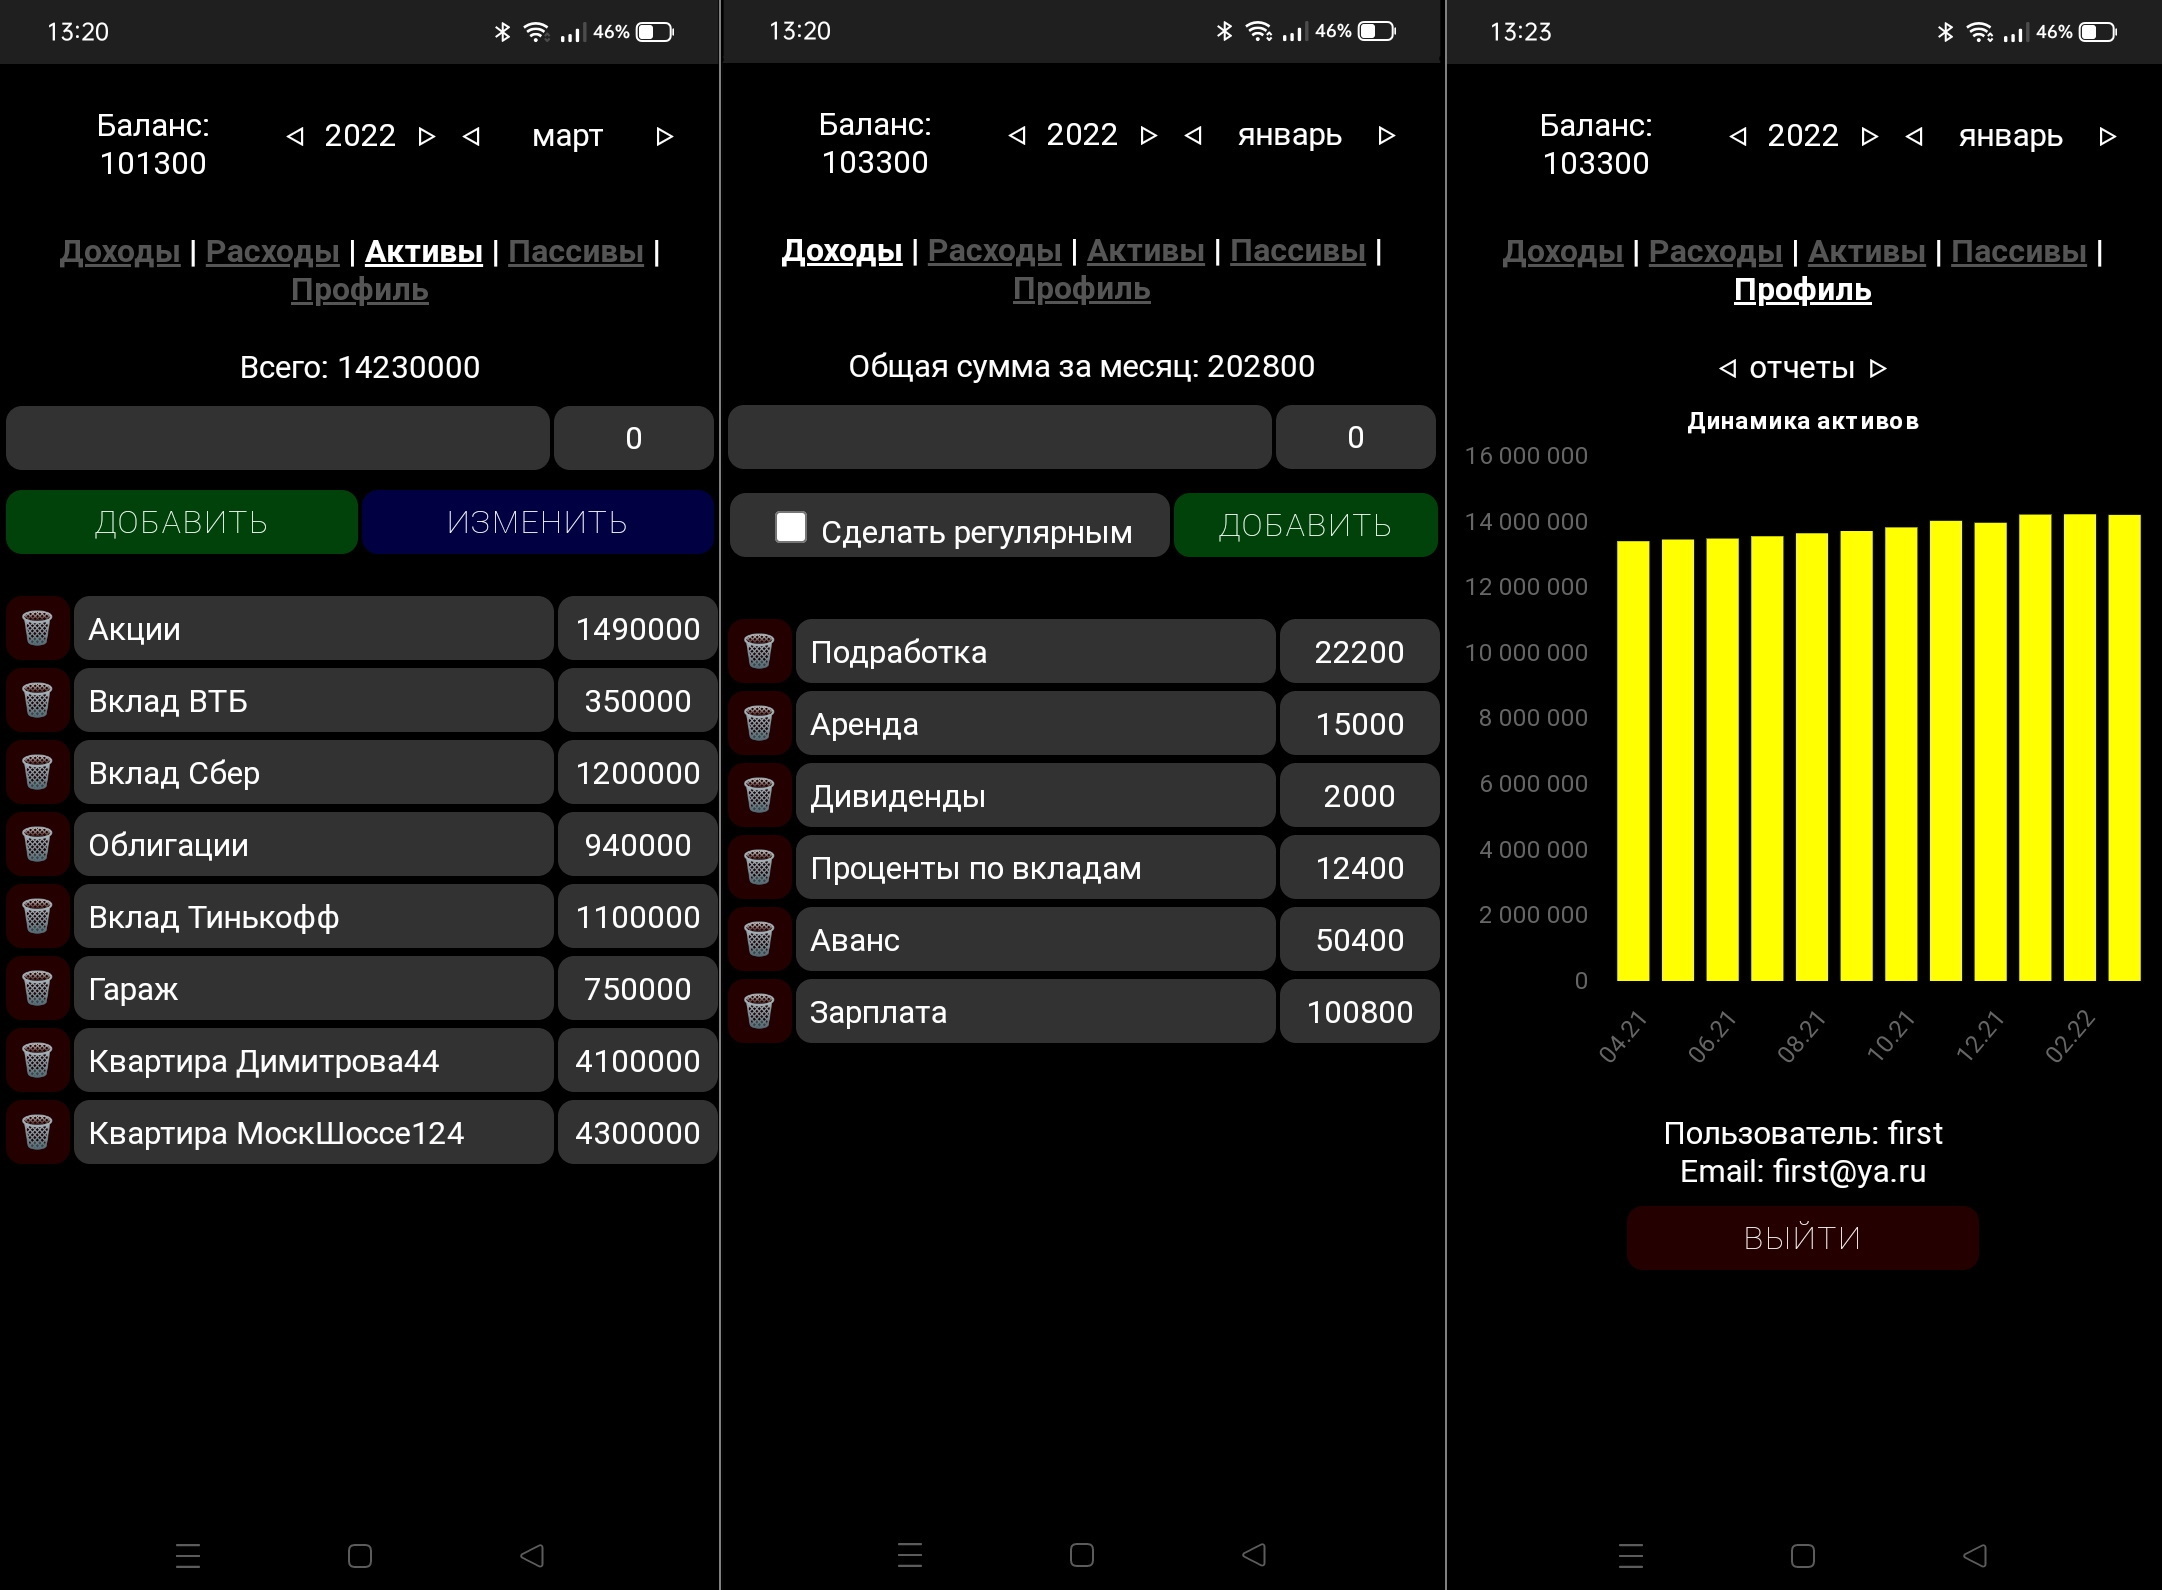 13:20 46%
Баланс:
101300
2022 март
Доходы | Расходы | Активы | Пассивы |
Профиль
Всего: 14230000
0
ДОБАВИТЬ ИЗМЕНИТЬ
Акции 1490000
Вклад ВТБ 350000
Вклад Сбер 1200000
Облигации 940000
Вклад Тинькофф 1100000
Гараж 750000
Квартира Димитрова44 4100000
Квартира МоскШоссе124 4300000
13:20 46%
Баланс:
103300
2022 январь
Доходы | Расходы | Активы | Пассивы |
Профиль
Общая сумма за месяц: 202800
0
Сделать регулярным ДОБАВИТЬ
Подработка 22200
Аренда 15000
Дивиденды 2000
Проценты по вкладам 12400
Аванс 50400
Зарплата 100800
13:23 46%
Баланс:
103300
2022 январь
Доходы | Расходы | Активы | Пассивы |
Профиль
отчеты
Динамика активов
16 000 000
14 000 000
12 000 000
10 000 000
8 000 000
6 000 000
4 000 000
2 000 000
0
04.21 06.21 08.21 10.21 12.21 02.22
Пользователь: first
Email: first@ya.ru
ВЫЙТИ